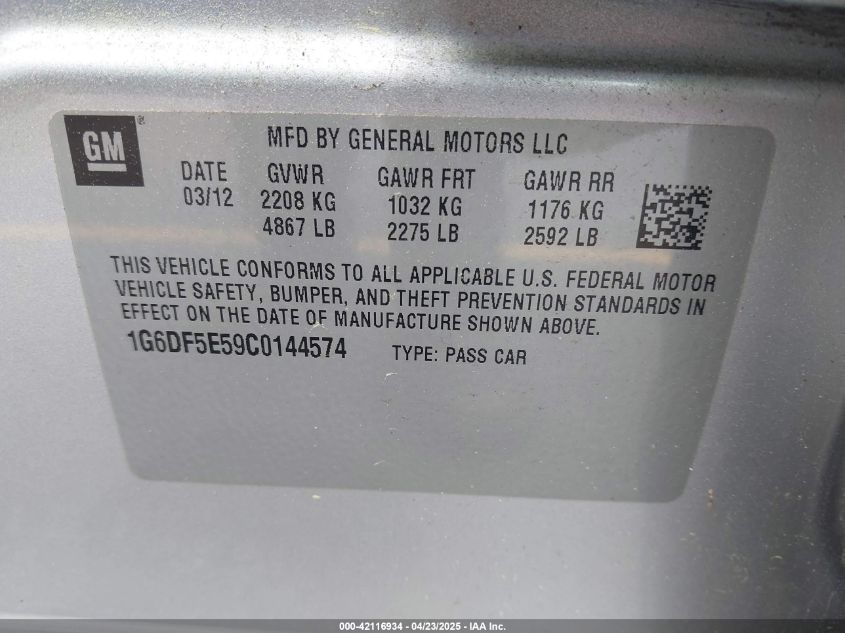 GM®
MFD BY GENERAL MOTORS LLC
DATE GVWR GAWR FRT GAWR RR
03/12 2208 KG 1032 KG 1176 KG
4867 LB 2275 LB 2592 LB
THIS VEHICLE CONFORMS TO ALL APPLICABLE U.S. FEDERAL MOTOR
VEHICLE SAFETY, BUMPER, AND THEFT PREVENTION STANDARDS IN
EFFECT ON THE DATE OF MANUFACTURE SHOWN ABOVE.
1G6DF5E59C0144574 TYPE: PASS CAR
000-42116934 - 04/23/2025 - IAA Inc.